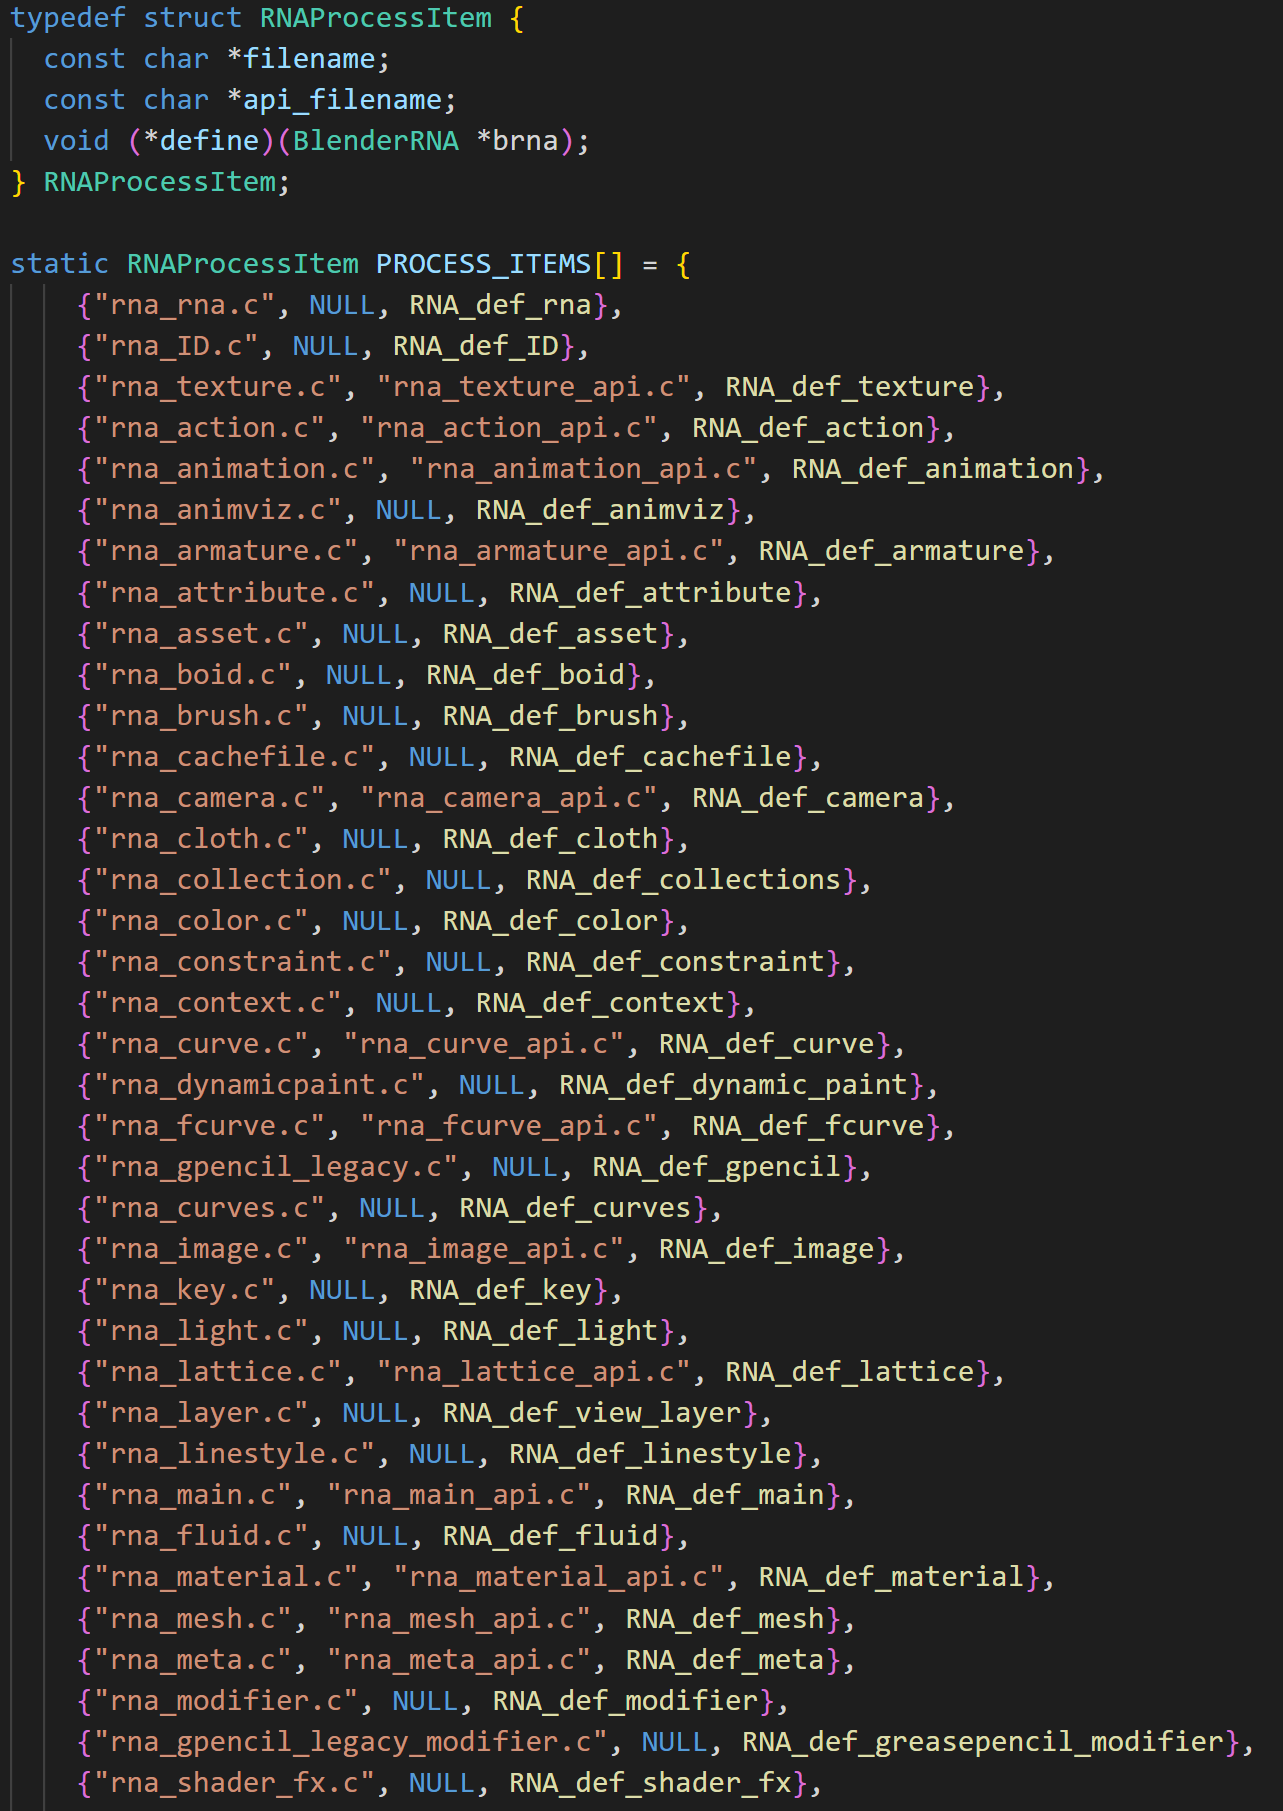 typedef struct RNAProcessItem {
  const char *filename;
  const char *api_filename;
  void (*define)(BlenderRNA *brna);
} RNAProcessItem;

static RNAProcessItem PROCESS_ITEMS[] = {
    {"rna_rna.c", NULL, RNA_def_rna},
    {"rna_ID.c", NULL, RNA_def_ID},
    {"rna_texture.c", "rna_texture_api.c", RNA_def_texture},
    {"rna_action.c", "rna_action_api.c", RNA_def_action},
    {"rna_animation.c", "rna_animation_api.c", RNA_def_animation},
    {"rna_animviz.c", NULL, RNA_def_animviz},
    {"rna_armature.c", "rna_armature_api.c", RNA_def_armature},
    {"rna_attribute.c", NULL, RNA_def_attribute},
    {"rna_asset.c", NULL, RNA_def_asset},
    {"rna_boid.c", NULL, RNA_def_boid},
    {"rna_brush.c", NULL, RNA_def_brush},
    {"rna_cachefile.c", NULL, RNA_def_cachefile},
    {"rna_camera.c", "rna_camera_api.c", RNA_def_camera},
    {"rna_cloth.c", NULL, RNA_def_cloth},
    {"rna_collection.c", NULL, RNA_def_collections},
    {"rna_color.c", NULL, RNA_def_color},
    {"rna_constraint.c", NULL, RNA_def_constraint},
    {"rna_context.c", NULL, RNA_def_context},
    {"rna_curve.c", "rna_curve_api.c", RNA_def_curve},
    {"rna_dynamicpaint.c", NULL, RNA_def_dynamic_paint},
    {"rna_fcurve.c", "rna_fcurve_api.c", RNA_def_fcurve},
    {"rna_gpencil_legacy.c", NULL, RNA_def_gpencil},
    {"rna_curves.c", NULL, RNA_def_curves},
    {"rna_image.c", "rna_image_api.c", RNA_def_image},
    {"rna_key.c", NULL, RNA_def_key},
    {"rna_light.c", NULL, RNA_def_light},
    {"rna_lattice.c", "rna_lattice_api.c", RNA_def_lattice},
    {"rna_layer.c", NULL, RNA_def_view_layer},
    {"rna_linestyle.c", NULL, RNA_def_linestyle},
    {"rna_main.c", "rna_main_api.c", RNA_def_main},
    {"rna_fluid.c", NULL, RNA_def_fluid},
    {"rna_material.c", "rna_material_api.c", RNA_def_material},
    {"rna_mesh.c", "rna_mesh_api.c", RNA_def_mesh},
    {"rna_meta.c", "rna_meta_api.c", RNA_def_meta},
    {"rna_modifier.c", NULL, RNA_def_modifier},
    {"rna_gpencil_legacy_modifier.c", NULL, RNA_def_greasepencil_modifier},
    {"rna_shader_fx.c", NULL, RNA_def_shader_fx},